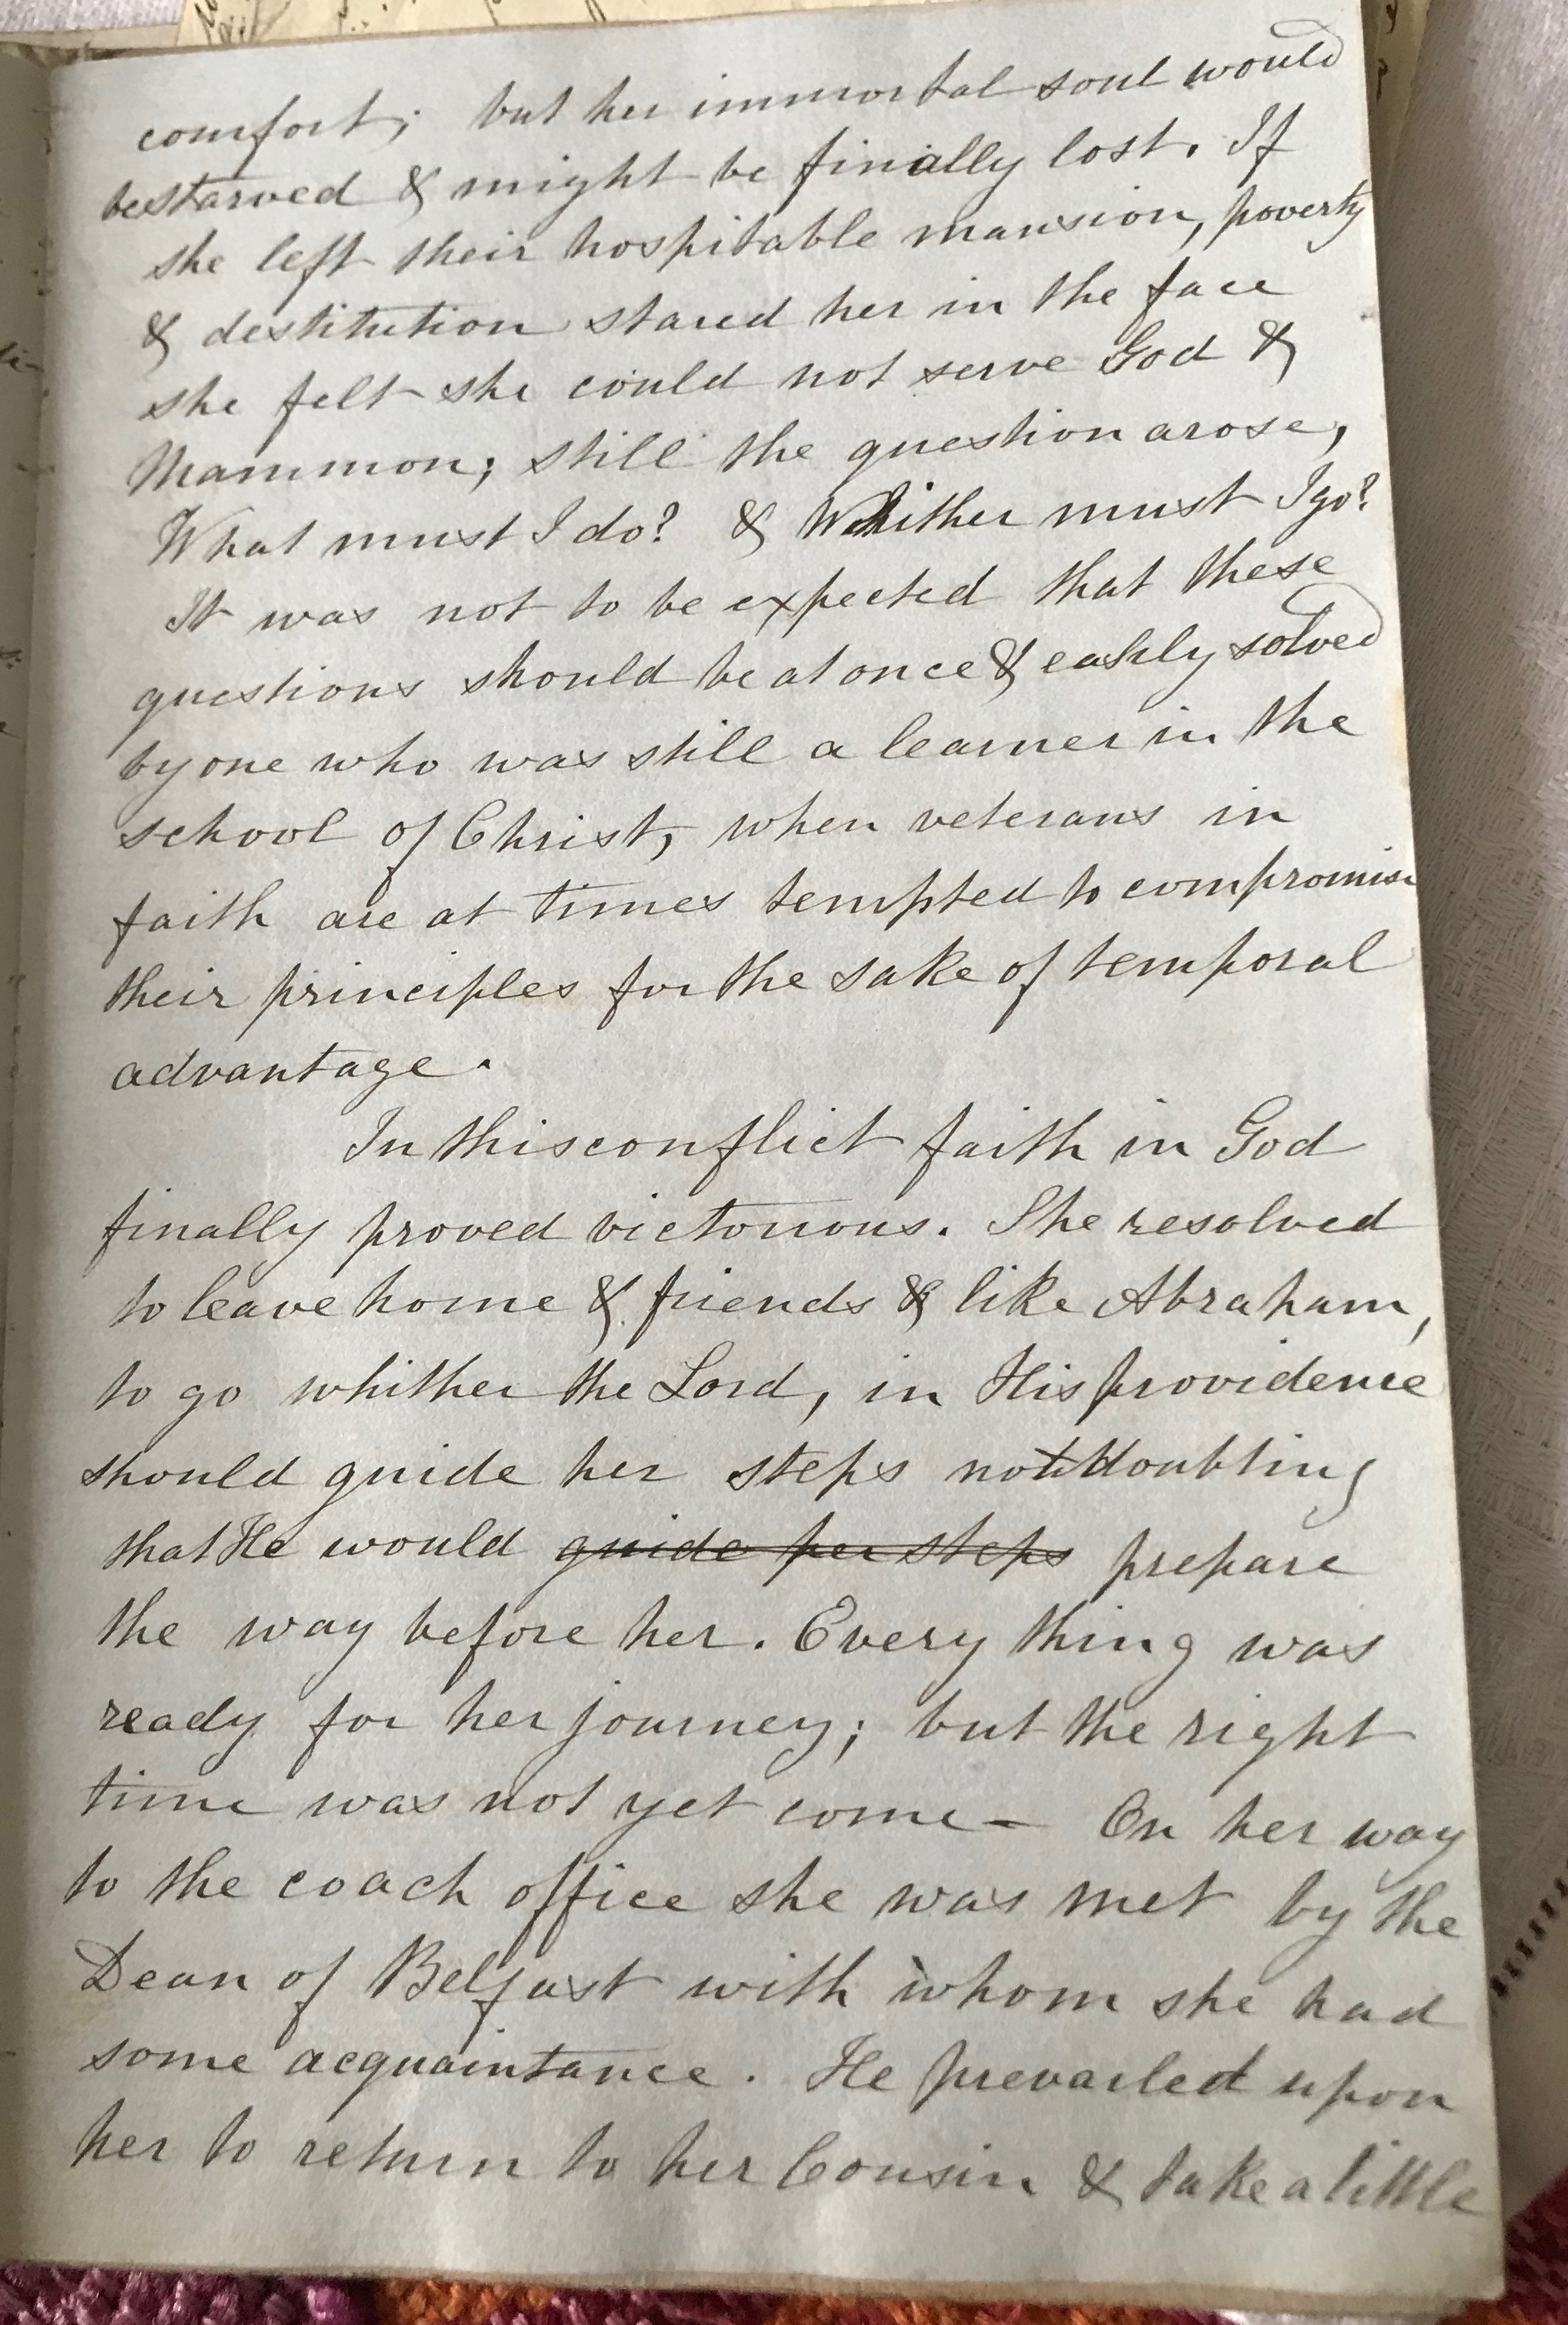 comfort; but her immortal soul would
be starved & might be finally lost. If
she left their hospitable mansion, poverty
& destitution stared her in the face
she felt she could not serve God &
Mammon; still the question arose,
What must I do? & Whither must I go?
It was not to be expected that these
questions should be at once & easily solved
by one who was still a learner in the
school of Christ, when veterans in
faith are at times tempted to compromise
their principles for the sake of temporal
advantage.
In this conflict faith in God
finally proved victorious. She resolved
to leave home & friends & like Abraham,
to go whither the Lord, in His providence
should guide her steps not doubting
that He would guide her steps prepare
the way before her. Every thing was
ready for her journey; but the right
time was not yet come - On her way
to the coach office she was met by the
Dean of Belfast with whom she had
some acquaintance. He prevailed upon
her to return to her Cousin & take a little